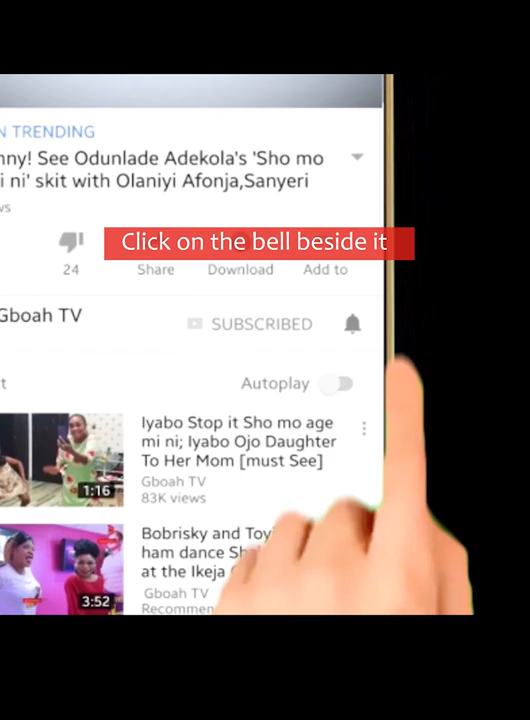 N TRENDING
nny! See Odunlade Adekola's 'Sho mo
i ni' skit with Olaniyi Afonja,Sanyeri
ws
Click on the bell beside it
24 Share Download Add to
Gboah TV SUBSCRIBED
t Autoplay
Iyabo Stop it Sho mo age
mi ni; Iyabo Ojo Daughter
To Her Mom [must See]
Gboah TV
83K views
1:16
Bobrisky and Toyi
ham dance Sh
at the Ikeja
Gboah TV
Recommen
3:52